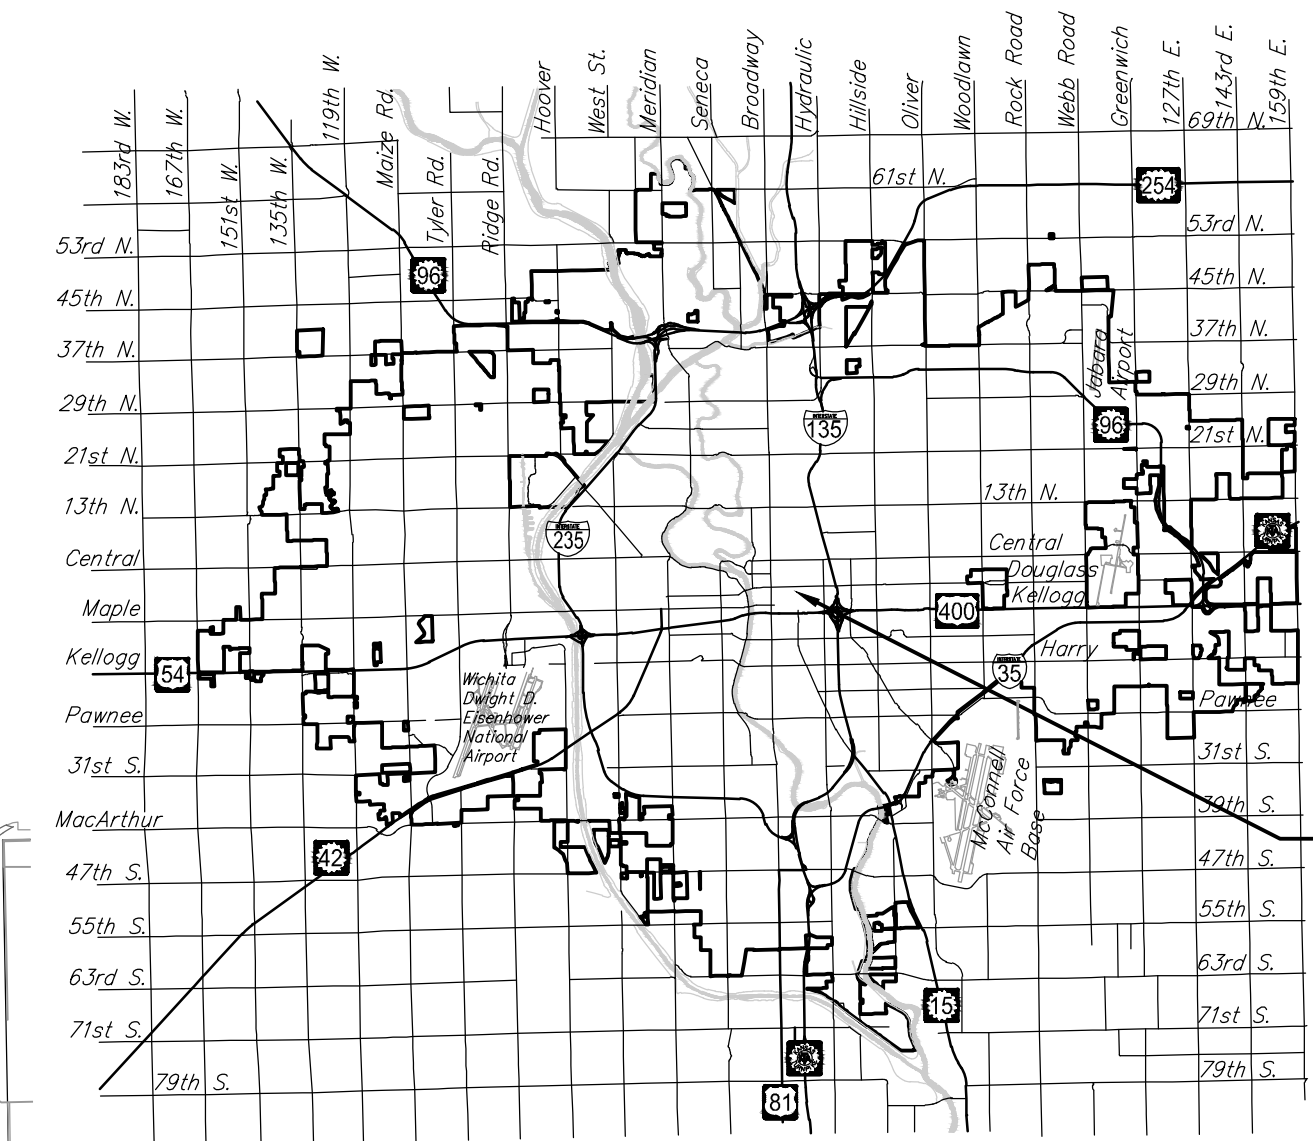 183rd W.
167th W.
151st W.
135th W.
119th W.
Maize Rd.
Tyler Rd.
Ridge Rd.
Hoover
West St.
Meridian
Seneca
Broadway
Hydraulic
Hillside
Oliver
Woodlawn
Rock Road
Webb Road
Greenwich
127th E.
143rd E.
159th E.
69th N.
61st N.
254
53rd N.
53rd N.
96
45th N.
45th N.
37th N.
37th N.
Jabara
Airport
29th N.
29th N.
INTERSTATE
135
96
21st N.
21st N.
13th N.
13th N.
INTERSTATE
235
Central
Central
Douglass
Kellogg
400
Maple
Kellogg
54
Harry
INTERSTATE
35
Wichita
Dwight D.
Eisenhower
National
Airport
Pawnee
Pawnee
31st S.
31st S.
McConnell
Air Force
Base
39th S.
MacArthur
42
47th S.
47th S.
55th S.
55th S.
63rd S.
63rd S.
15
71st S.
71st S.
79th S.
79th S.
KANSAS
81